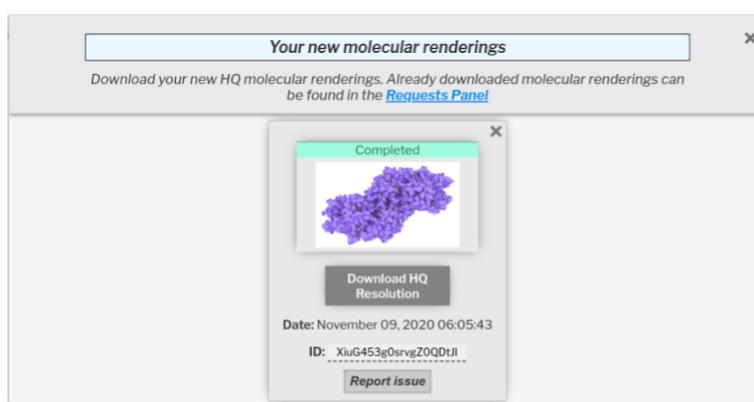 Your new molecular renderings
Download your new HQ molecular renderings. Already downloaded molecular renderings can
be found in the Requests Panel
Completed
Download HQ
Resolution
Date: November 09, 2020 06:05:43
ID: XiuG453g0srvgZ0QDtJl
Report issue